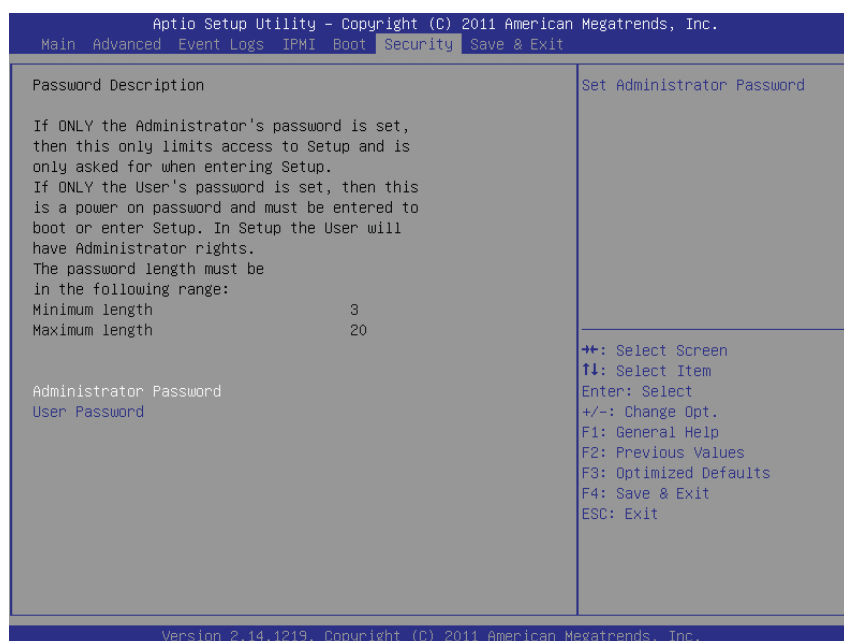 Aptio Setup Utility – Copyright (C) 2011 American Megatrends, Inc.
Main Advanced Event Logs IPMI Boot Security Save & Exit
Password Description
If ONLY the Administrator's password is set,
then this only limits access to Setup and is
only asked for when entering Setup.
If ONLY the User's password is set, then this
is a power on password and must be entered to
boot or enter Setup. In Setup the User will
have Administrator rights.
The password length must be
in the following range:
Minimum length 3
Maximum length 20
Administrator Password
User Password
Set Administrator Password
→←: Select Screen
↑↓: Select Item
Enter: Select
+/-: Change Opt.
F1: General Help
F2: Previous Values
F3: Optimized Defaults
F4: Save & Exit
ESC: Exit
Version 2.14.1219. Copyright (C) 2011 American Megatrends, Inc.